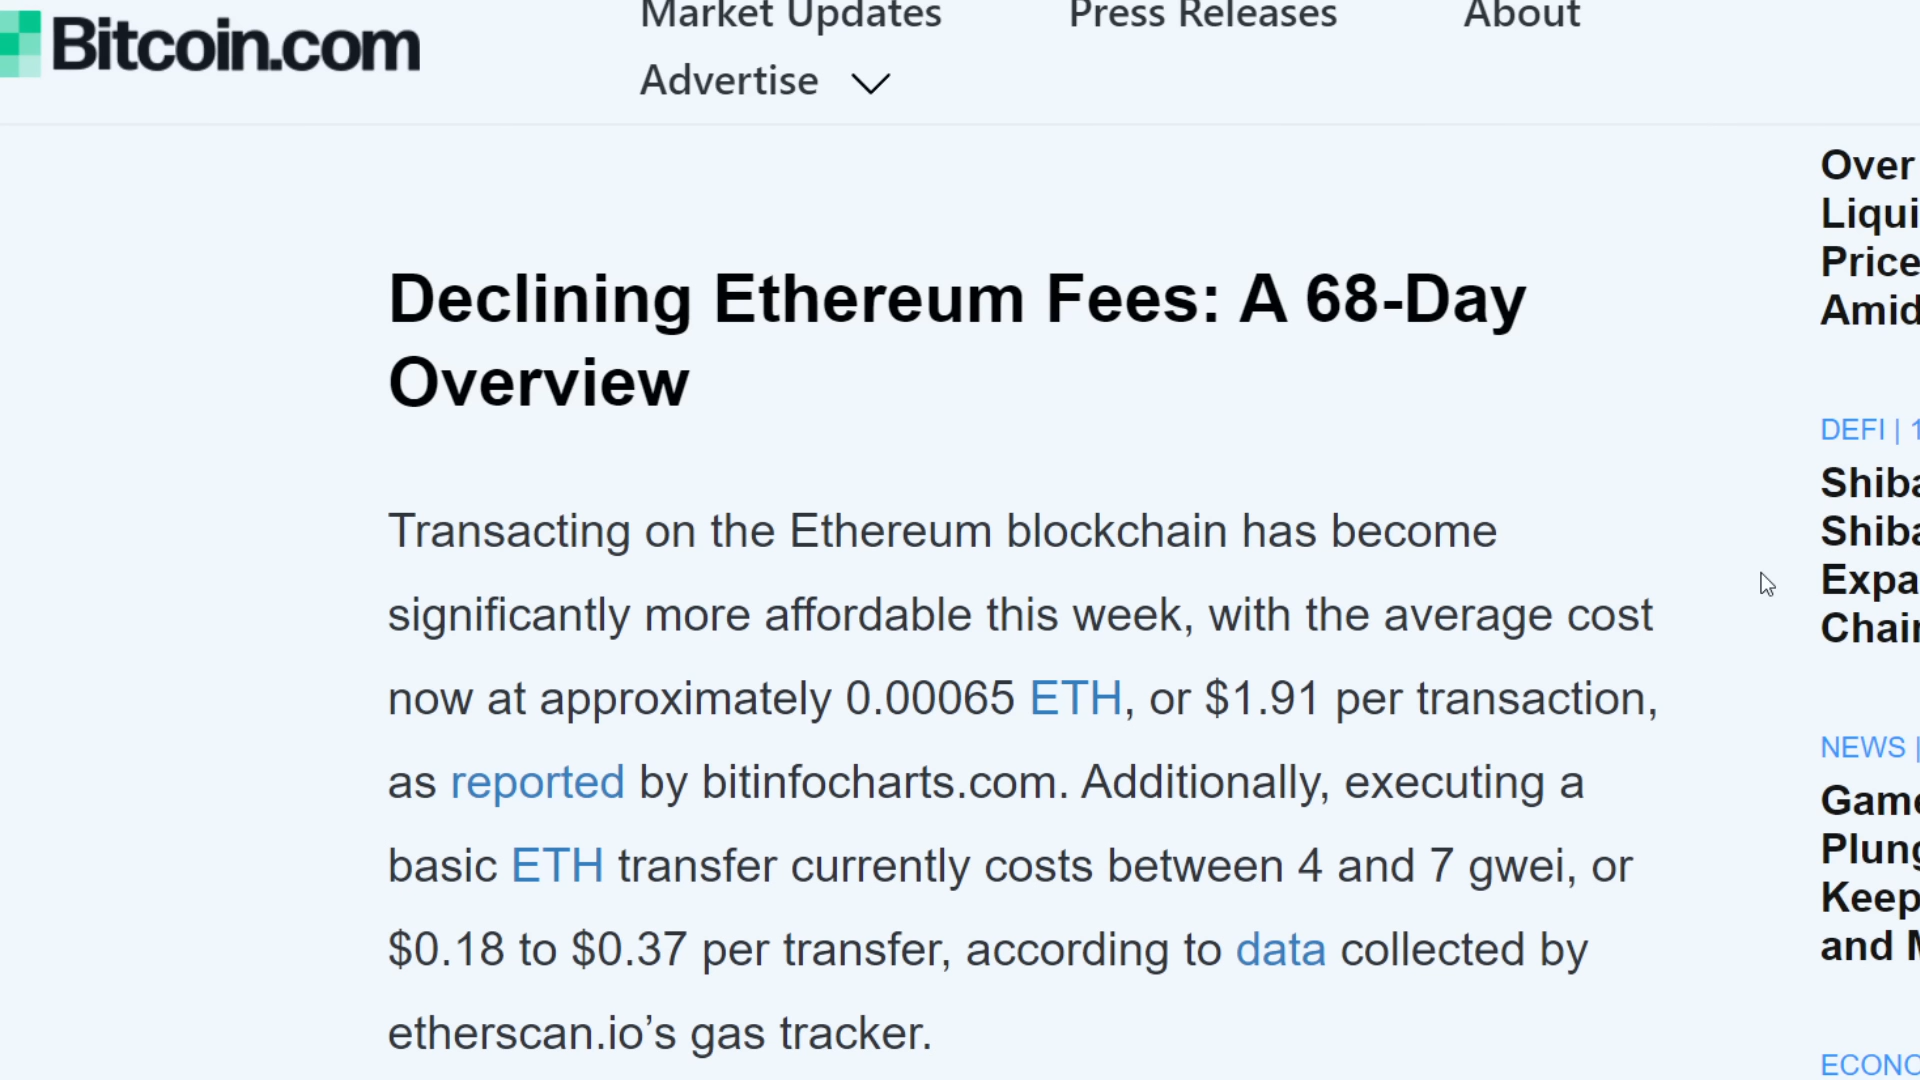 Bitcoin.com
Market Updates
Press Releases
About
Advertise
Declining Ethereum Fees: A 68-Day
Overview
Transacting on the Ethereum blockchain has become
significantly more affordable this week, with the average cost
now at approximately 0.00065 ETH, or $1.91 per transaction,
as reported by bitinfocharts.com. Additionally, executing a
basic ETH transfer currently costs between 4 and 7 gwei, or
$0.18 to $0.37 per transfer, according to data collected by
etherscan.io’s gas tracker.
Over
Price
Amid
DEFI |
NEWS |
and